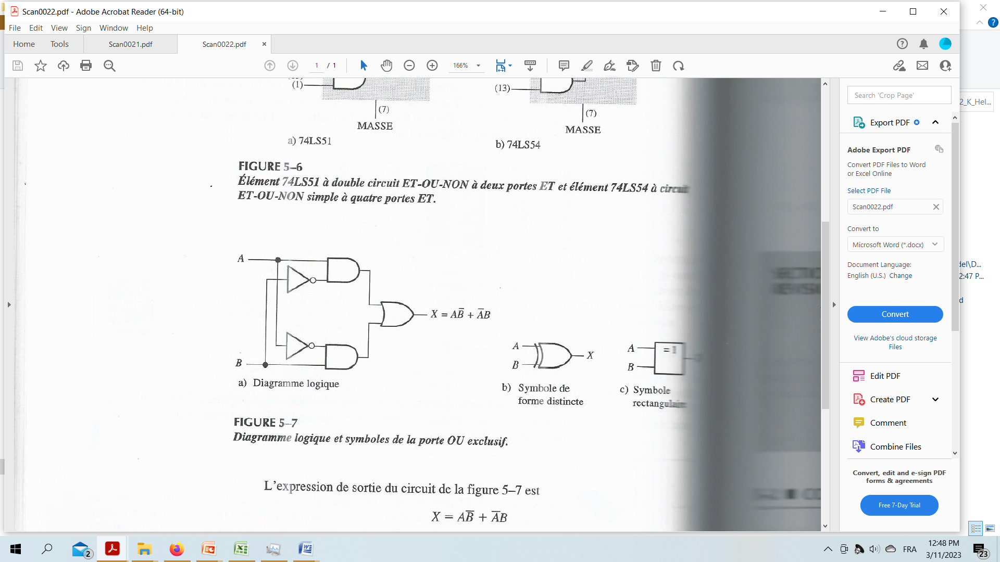 Scan0022.pdf - Adobe Acrobat Reader (64-bit)
File Edit View Sign Window Help
Home Tools Scan0021.pdf Scan0022.pdf
1 / 1 166%
(1) (13)
(7) (7)
MASSE MASSE
a) 74LS51 b) 74LS54
FIGURE 5–6
Élément 74LS51 à double circuit ET-OU-NON à deux portes ET et élément 74LS54 à circuit
ET-OU-NON simple à quatre portes ET.
A
X = AB̅ + A̅B
B
a) Diagramme logique
A X
B
b) Symbole de
forme distincte
A = 1
B
c) Symbole
rectangulaire
FIGURE 5–7
Diagramme logique et symboles de la porte OU exclusif.
L'expression de sortie du circuit de la figure 5–7 est
X = AB̅ + A̅B
Search 'Crop Page'
Export PDF
Adobe Export PDF
Convert PDF Files to Word
or Excel Online
Select PDF File
Scan0022.pdf
Convert to
Microsoft Word (*.docx)
Document Language:
English (U.S.) Change
Convert
View Adobe's cloud storage
Files
Edit PDF
Create PDF
Comment
Combine Files
Convert, edit and e-sign PDF
forms & agreements
Free 7-Day Trial
2_K_Hel...
del\D...
2:47 P...
d
2
FRA
12:48 PM
3/11/2023
23